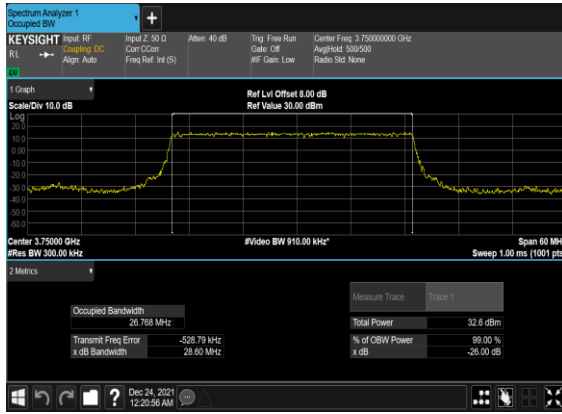 Spectrum Analyzer 1
Occupied BW
KEYSIGHT
RL
Input: RF
Coupling: DC
Align: Auto
Input Z: 50 Ω
Corr CCorr
Freq Ref: Int (S)
Atten: 40 dB
Trig: Free Run
Gate: Off
#IF Gain: Low
Center Freq: 3.750000000 GHz
Avg|Hold: 500/500
Radio Std: None
1 Graph
Scale/Div 10.0 dB
Ref Lvl Offset 8.00 dB
Ref Value 30.00 dBm
Log
20.0
10.0
0.00
-10.0
-20.0
-30.0
-40.0
-50.0
-60.0
Center 3.75000 GHz
#Res BW 300.00 kHz
#Video BW 910.00 kHz*
Span 60 MH
Sweep 1.00 ms (1001 pts
2 Metrics
Measure Trace
Trace 1
Occupied Bandwidth
26.768 MHz
Total Power
32.6 dBm
Transmit Freq Error
-528.79 kHz
% of OBW Power
99.00 %
x dB Bandwidth
28.60 MHz
x dB
-26.00 dB
?
Dec 24, 2021
12:20:56 AM